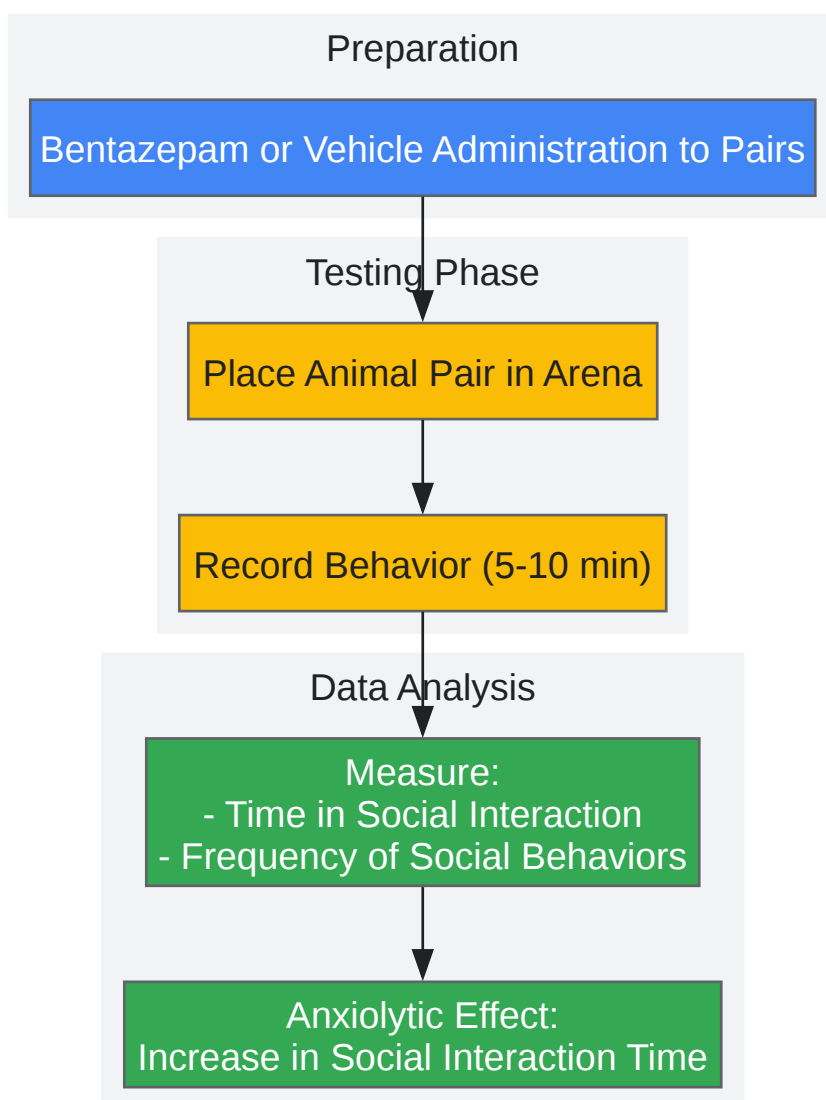 Preparation
Bentazepam or Vehicle Administration to Pairs
Testing Phase
Place Animal Pair in Arena
Record Behavior (5-10 min)
Data Analysis
Measure:
- Time in Social Interaction
- Frequency of Social Behaviors
Anxiolytic Effect:
Increase in Social Interaction Time